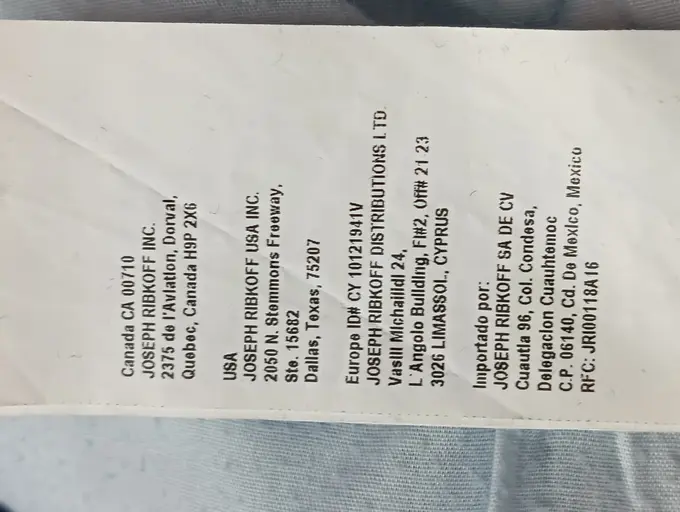 Canada CA 00710
JOSEPH RIBKOFF INC.
2375 de l'Aviation, Dorval,
Quebec, Canada H9P 2X6
USA
JOSEPH RIBKOFF USA INC.
2050 N. Stemmons Freeway,
Ste. 15682
Dallas, Texas, 75207
Europe ID# CY 10121941V
JOSEPH RIBKOFF DISTRIBUTIONS LTD.
Vasili Michailidi 24,
L'Angolo Building, Fl#2, Off# 21 23
3026 LIMASSOL, CYPRUS
Importado por:
JOSEPH RIBKOFF SA DE CV
Cuautla 96, Col. Condesa,
Delegacion Cuauhtemoc
C.P. 06140, Cd. De Mexico, Mexico
RFC: JRI00118A16